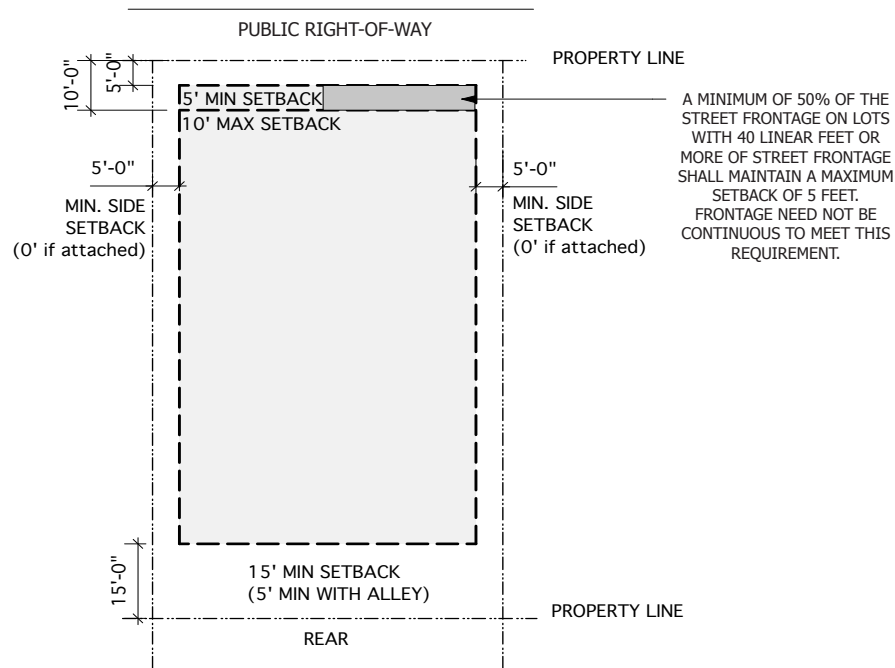 PUBLIC RIGHT-OF-WAY
PROPERTY LINE
10'-0"
5'-0"
5' MIN SETBACK
10' MAX SETBACK
A MINIMUM OF 50% OF THE
STREET FRONTAGE ON LOTS
WITH 40 LINEAR FEET OR
MORE OF STREET FRONTAGE
SHALL MAINTAIN A MAXIMUM
SETBACK OF 5 FEET.
FRONTAGE NEED NOT BE
CONTINUOUS TO MEET THIS
REQUIREMENT.
5'-0"
MIN. SIDE
SETBACK
(0' if attached)
5'-0"
MIN. SIDE
SETBACK
(0' if attached)
15'-0"
15' MIN SETBACK
(5' MIN WITH ALLEY)
PROPERTY LINE
REAR